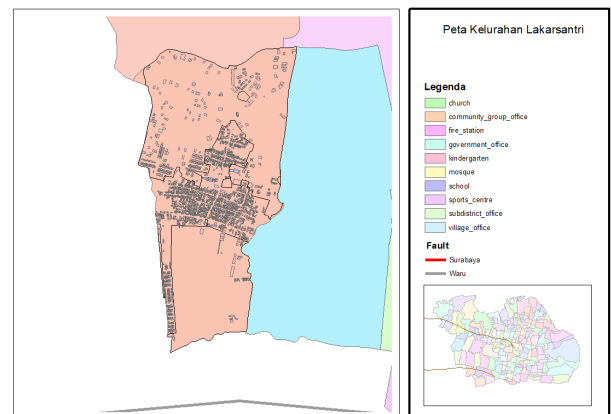 Peta Kelurahan Lakarsantri
Legenda
church
community_group_office
fire_station
government_office
kindergarten
mosque
school
sports_centre
subdistrict_office
village_office
Fault
Surabaya
Waru